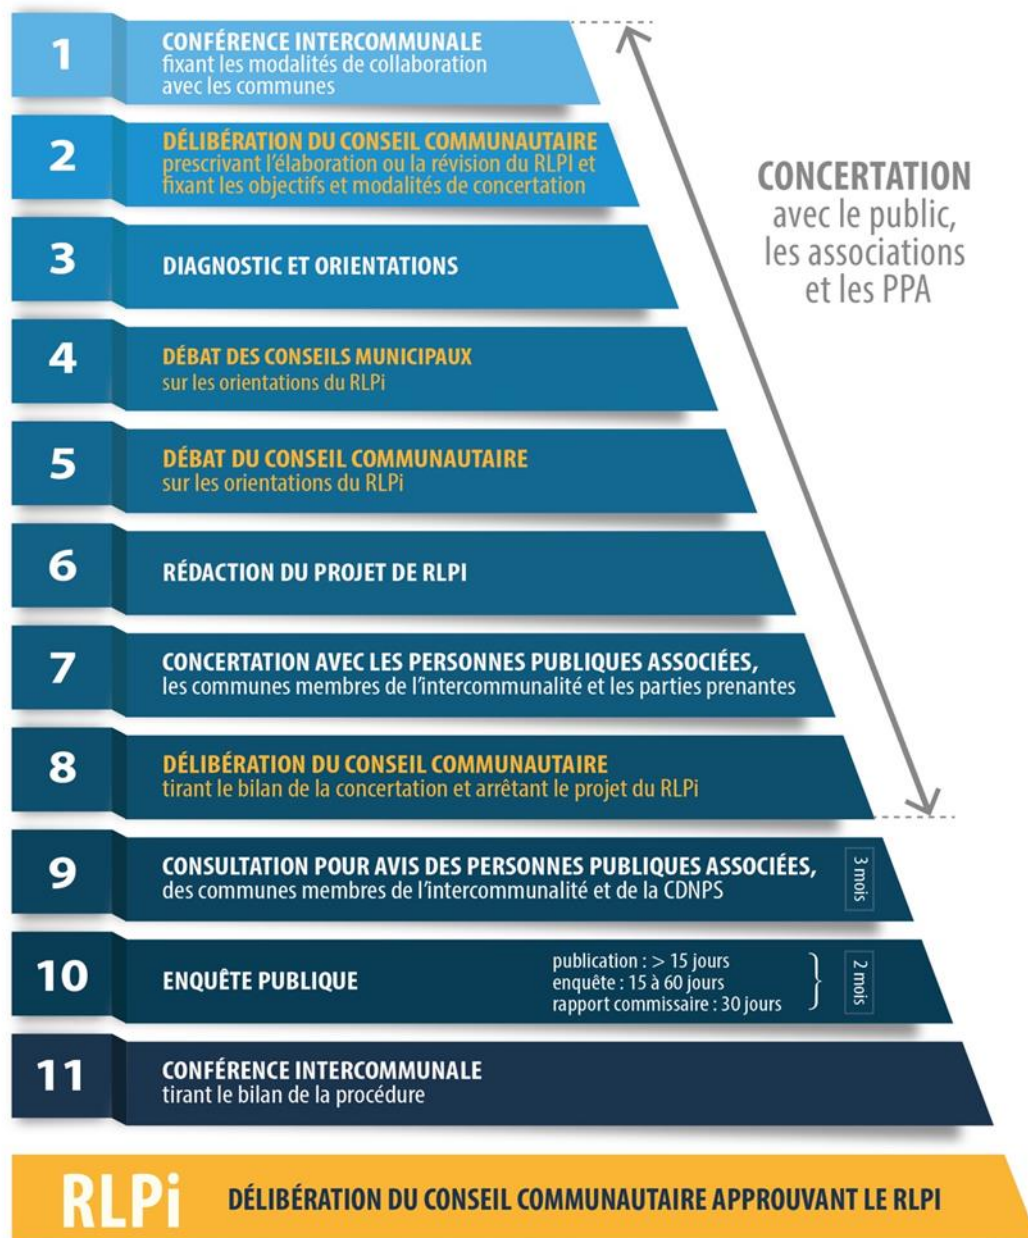 1
CONFÉRENCE INTERCOMMUNALE
fixant les modalités de collaboration
avec les communes
2
DÉLIBÉRATION DU CONSEIL COMMUNAUTAIRE
prescrivant l'élaboration ou la révision du RLPI et
fixant les objectifs et modalités de concertation
CONCERTATION
avec le public,
les associations
et les PPA
3
DIAGNOSTIC ET ORIENTATIONS
4
DÉBAT DES CONSEILS MUNICIPAUX
sur les orientations du RLPi
5
DÉBAT DU CONSEIL COMMUNAUTAIRE
sur les orientations du RLPi
6
RÉDACTION DU PROJET DE RLPI
7
CONCERTATION AVEC LES PERSONNES PUBLIQUES ASSOCIÉES,
les communes membres de l'intercommunalité et les parties prenantes
8
DÉLIBÉRATION DU CONSEIL COMMUNAUTAIRE
tirant le bilan de la concertation et arrêtant le projet du RLPi
9
CONSULTATION POUR AVIS DES PERSONNES PUBLIQUES ASSOCIÉES,
des communes membres de l'intercommunalité et de la CDNPS
3 mois
10
ENQUÊTE PUBLIQUE
publication : > 15 jours
enquête : 15 à 60 jours
rapport commissaire : 30 jours
2 mois
11
CONFÉRENCE INTERCOMMUNALE
tirant le bilan de la procédure
RLPi DÉLIBÉRATION DU CONSEIL COMMUNAUTAIRE APPROUVANT LE RLPI